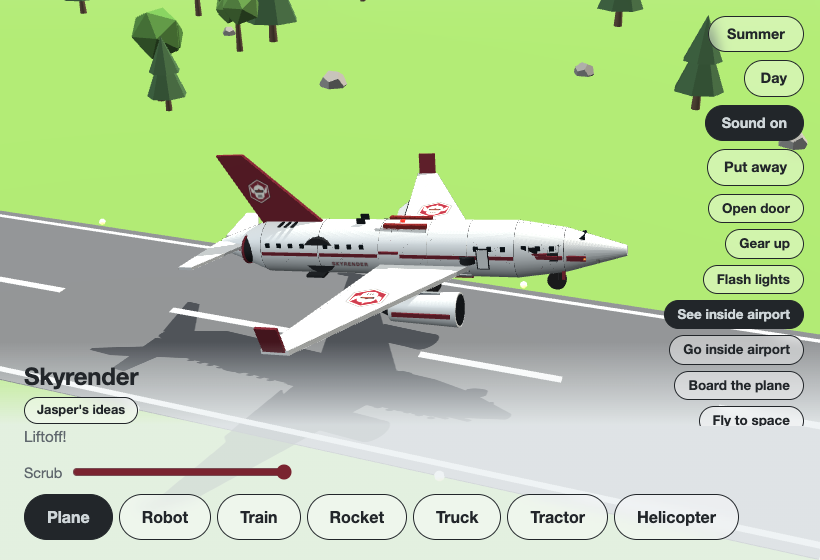 Summer
Day
Sound on
Put away
Open door
Gear up
Flash lights
See inside airport
Go inside airport
Board the plane
Fly to space
SKYRENDER
Skyrender
Jasper's ideas
Liftoff!
Scrub
Plane
Robot
Train
Rocket
Truck
Tractor
Helicopter